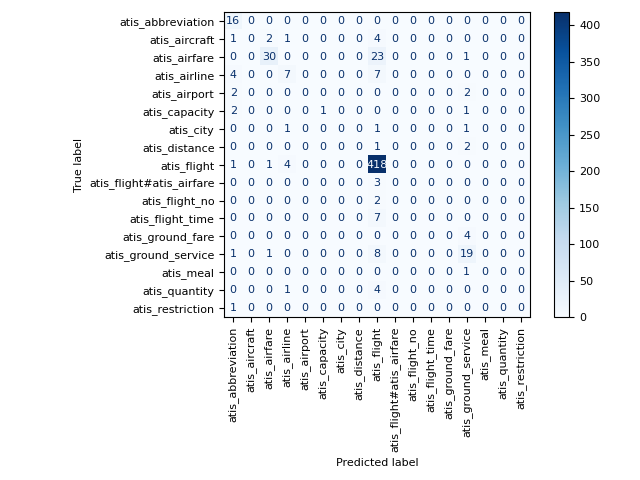 atis_abbreviation 16 0 0 0 0 0 0 0 0 0 0 0 0 0 0 0 0
atis_aircraft 1 0 2 1 0 0 0 0 4 0 0 0 0 0 0 0 0
atis_airfare 0 0 30 0 0 0 0 0 23 0 0 0 0 1 0 0 0
atis_airline 4 0 0 7 0 0 0 0 7 0 0 0 0 0 0 0 0
atis_airport 2 0 0 0 0 0 0 0 0 0 0 0 0 2 0 0 0
atis_capacity 2 0 0 0 0 1 0 0 0 0 0 0 0 1 0 0 0
atis_city 0 0 0 1 0 0 0 0 1 0 0 0 0 1 0 0 0
atis_distance 0 0 0 0 0 0 0 0 1 0 0 0 0 2 0 0 0
atis_flight 1 0 1 4 0 0 0 0 418 0 0 0 0 0 0 0 0
atis_flight#atis_airfare 0 0 0 0 0 0 0 0 3 0 0 0 0 0 0 0 0
atis_flight_no 0 0 0 0 0 0 0 0 2 0 0 0 0 0 0 0 0
atis_flight_time 0 0 0 0 0 0 0 0 7 0 0 0 0 0 0 0 0
atis_ground_fare 0 0 0 0 0 0 0 0 0 0 0 0 0 4 0 0 0
atis_ground_service 1 0 1 0 0 0 0 0 8 0 0 0 0 19 0 0 0
atis_meal 0 0 0 0 0 0 0 0 0 0 0 0 0 1 0 0 0
atis_quantity 0 0 0 1 0 0 0 0 4 0 0 0 0 0 0 0 0
atis_restriction 1 0 0 0 0 0 0 0 0 0 0 0 0 0 0 0 0
True label
atis_abbreviation
atis_aircraft
atis_airfare
atis_airline
atis_airport
atis_capacity
atis_city
atis_distance
atis_flight
atis_flight#atis_airfare
atis_flight_no
atis_flight_time
atis_ground_fare
atis_ground_service
atis_meal
atis_quantity
atis_restriction
Predicted label
400
350
300
250
200
150
100
50
0